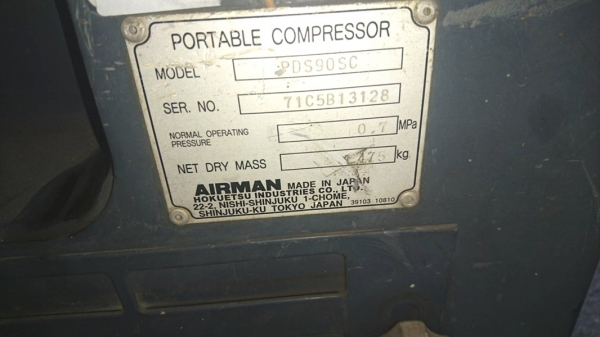 PORTABLE COMPRESSOR
MODEL PDS90SC
SER. NO. 71C5B13128
NORMAL OPERATING PRESSURE 0.7 MPa
NET DRY MASS 475 kg
AIRMAN MADE IN JAPAN
HOKUETSU INDUSTRIES CO., LTD.
22-2, NISHI-SHINJUKU 1-CHOME,
SHINJUKU-KU TOKYO JAPAN 39103 10810